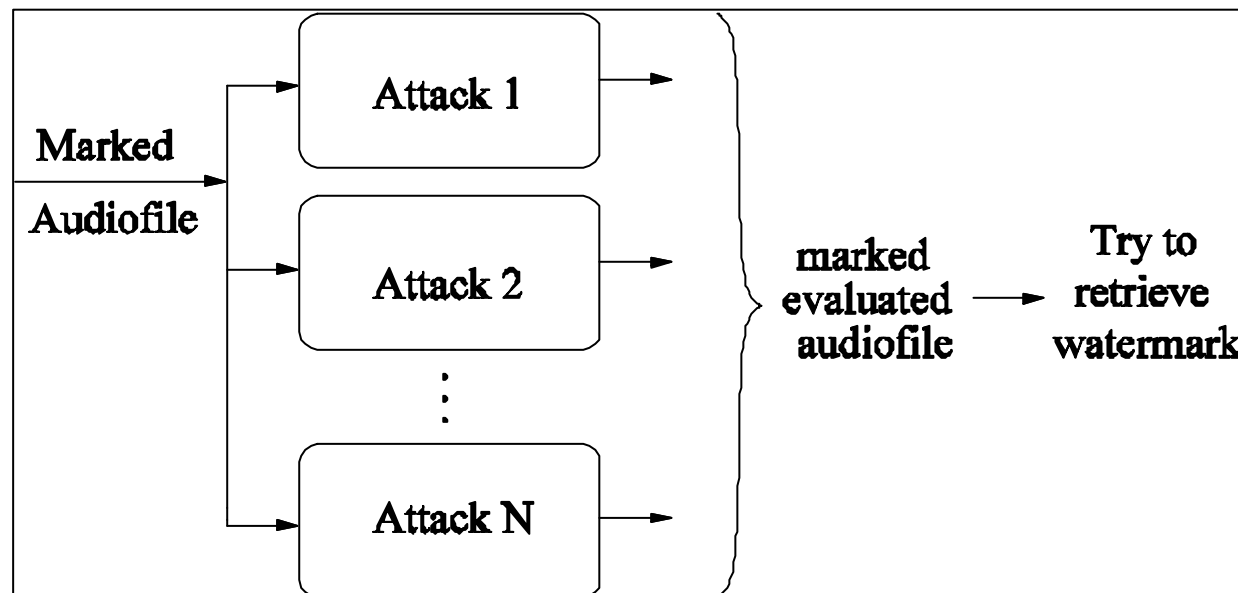 Marked
Audiofile
Attack 1
Attack 2
Attack N
marked
evaluated
audiofile
Try to
retrieve
watermark